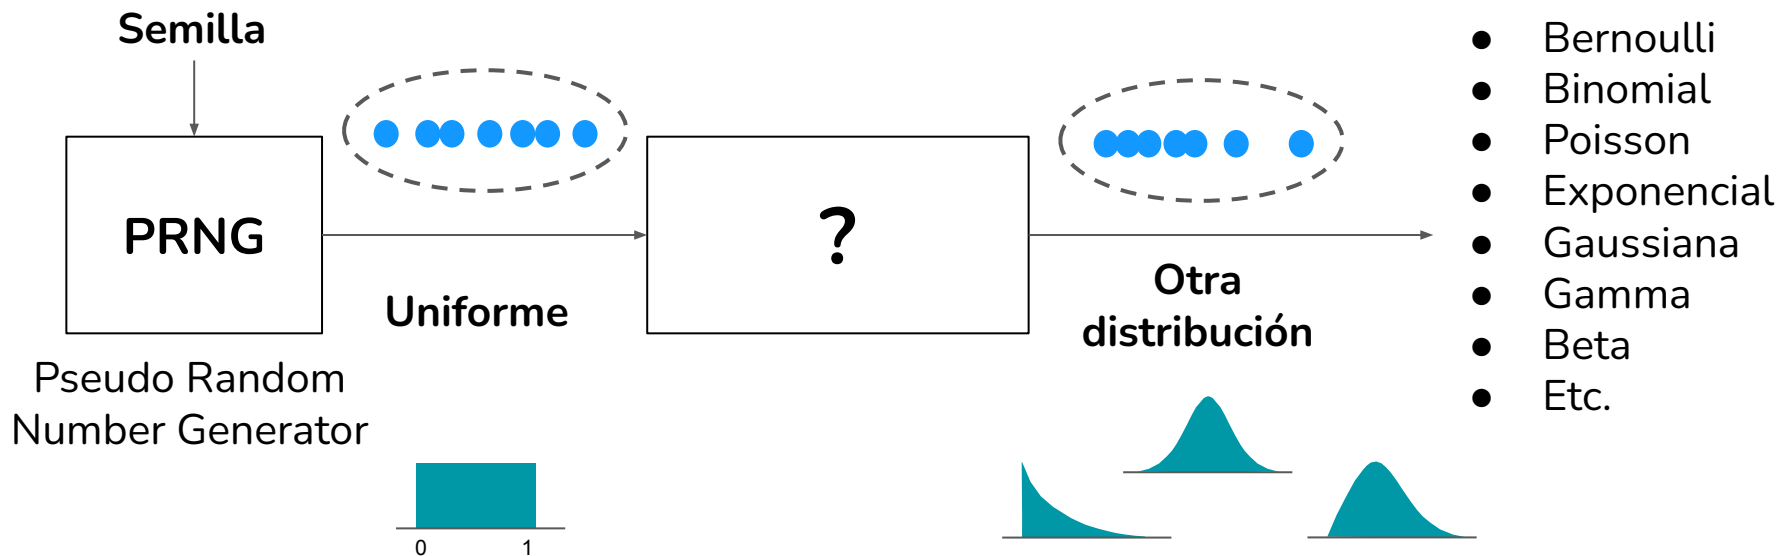 Semilla
PRNG
Pseudo Random
Number Generator
Uniforme
0 1
?
Otra
distribución
● Bernoulli
● Binomial
● Poisson
● Exponencial
● Gaussiana
● Gamma
● Beta
● Etc.